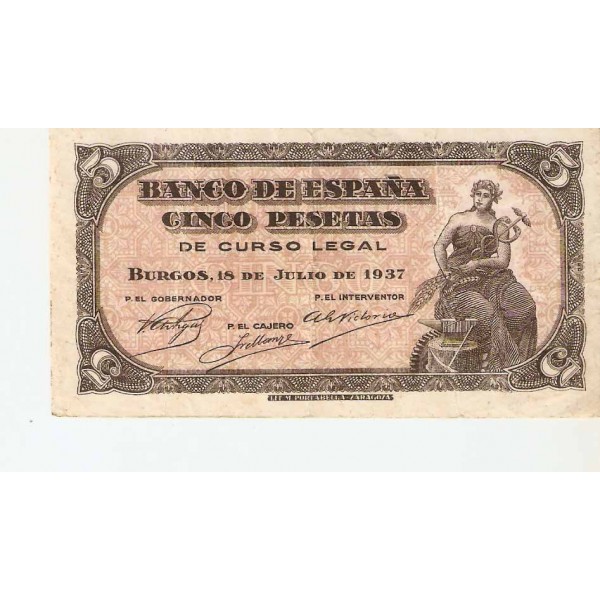 5 5
BANCO DE ESPAÑA
CINCO PESETAS
DE CURSO LEGAL
BURGOS, 18 DE JULIO DE 1937
P. EL GOBERNADOR P. EL INTERVENTOR
P. EL CAJERO
5 5
LIT. M. PORTABELLA-ZARAGOZA